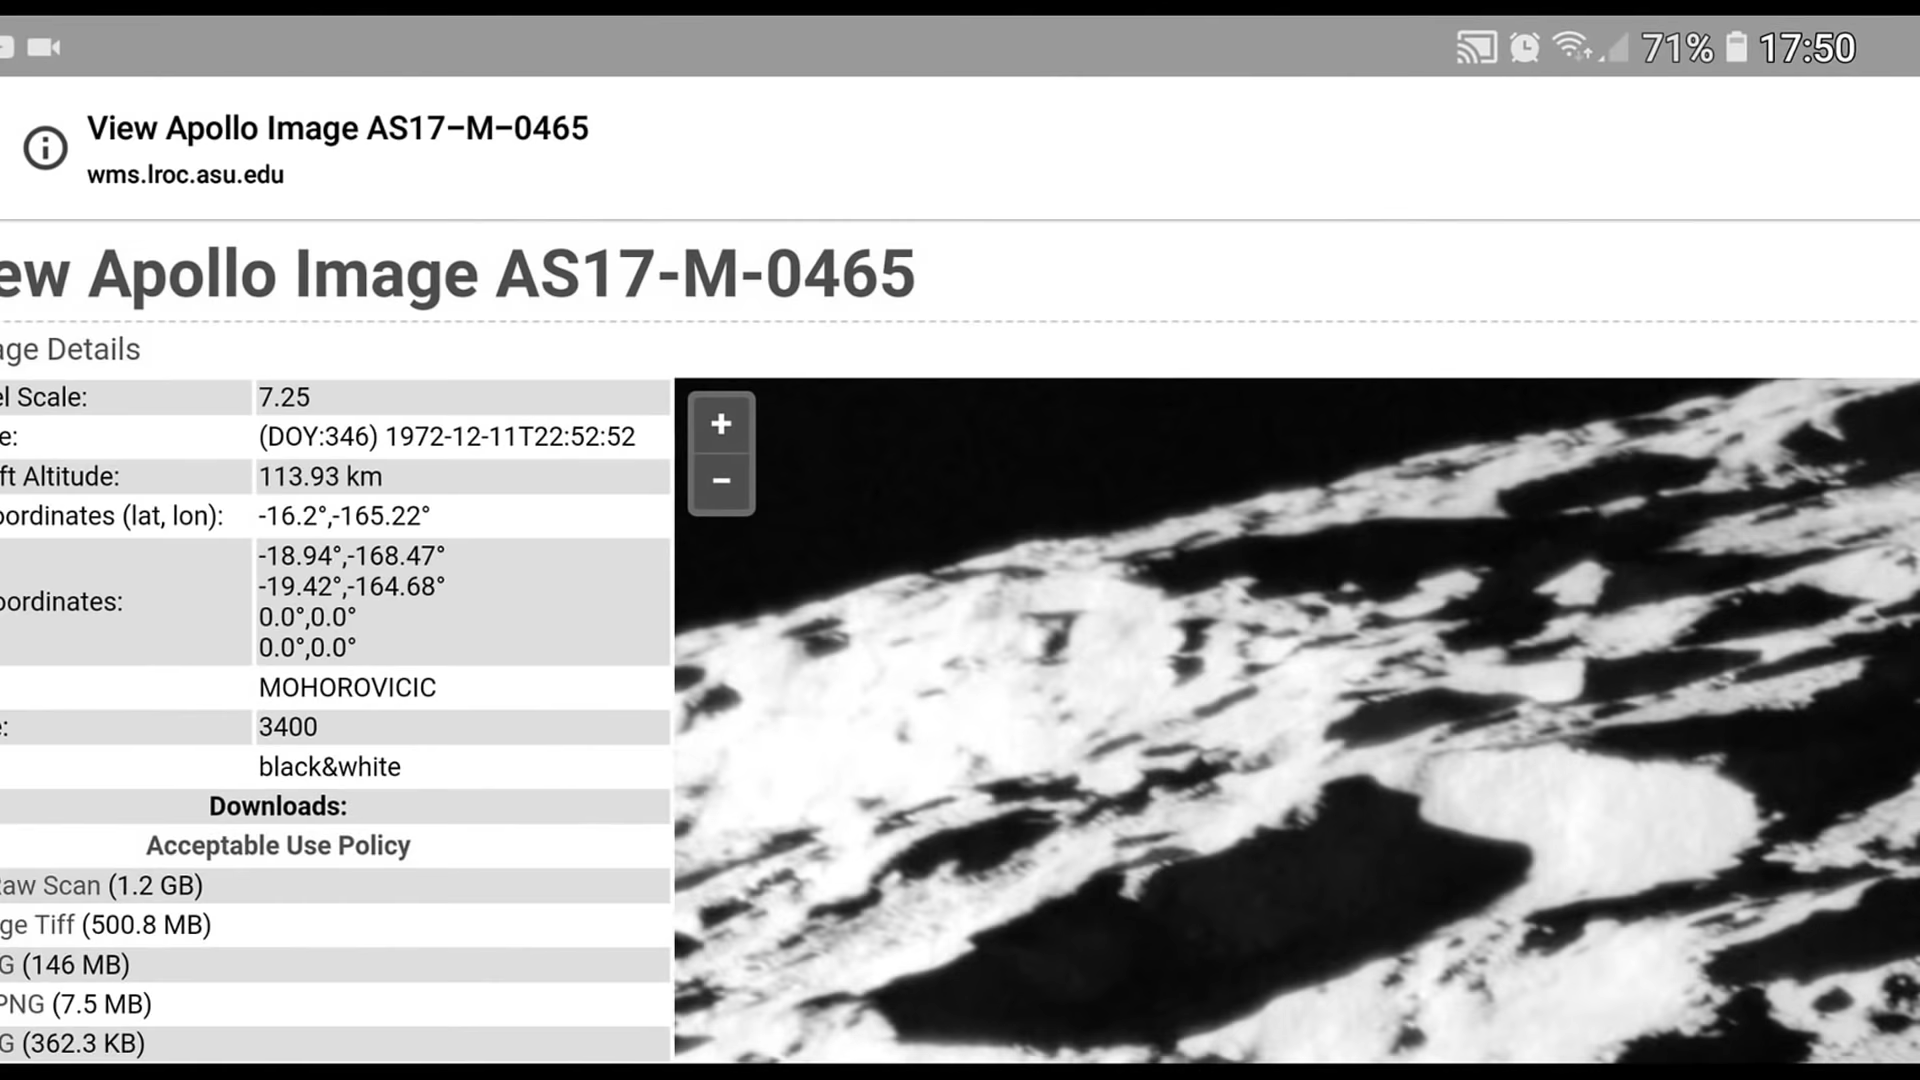 71% 17:50
View Apollo Image AS17-M-0465
wms.lroc.asu.edu
ew Apollo Image AS17-M-0465
age Details
el Scale: 7.25
e: (DOY:346) 1972-12-11T22:52:52
ft Altitude: 113.93 km
oordinates (lat, lon): -16.2°,-165.22°
-18.94°,-168.47°
-19.42°,-164.68°
oordinates:
0.0°,0.0°
0.0°,0.0°
MOHOROVICIC
e: 3400
black&white
Downloads:
Acceptable Use Policy
Raw Scan (1.2 GB)
ge Tiff (500.8 MB)
G (146 MB)
PNG (7.5 MB)
G (362.3 KB)